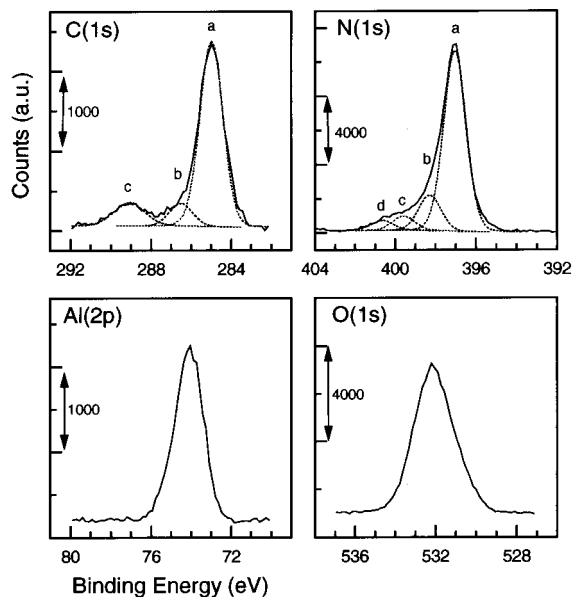 C(1s)
a
b
c
1000
292 288 284
N(1s)
a
b
c
d
4000
404 400 396 392
Counts (a.u.)
Al(2p)
1000
80 76 72
O(1s)
4000
536 532 528
Binding Energy (eV)